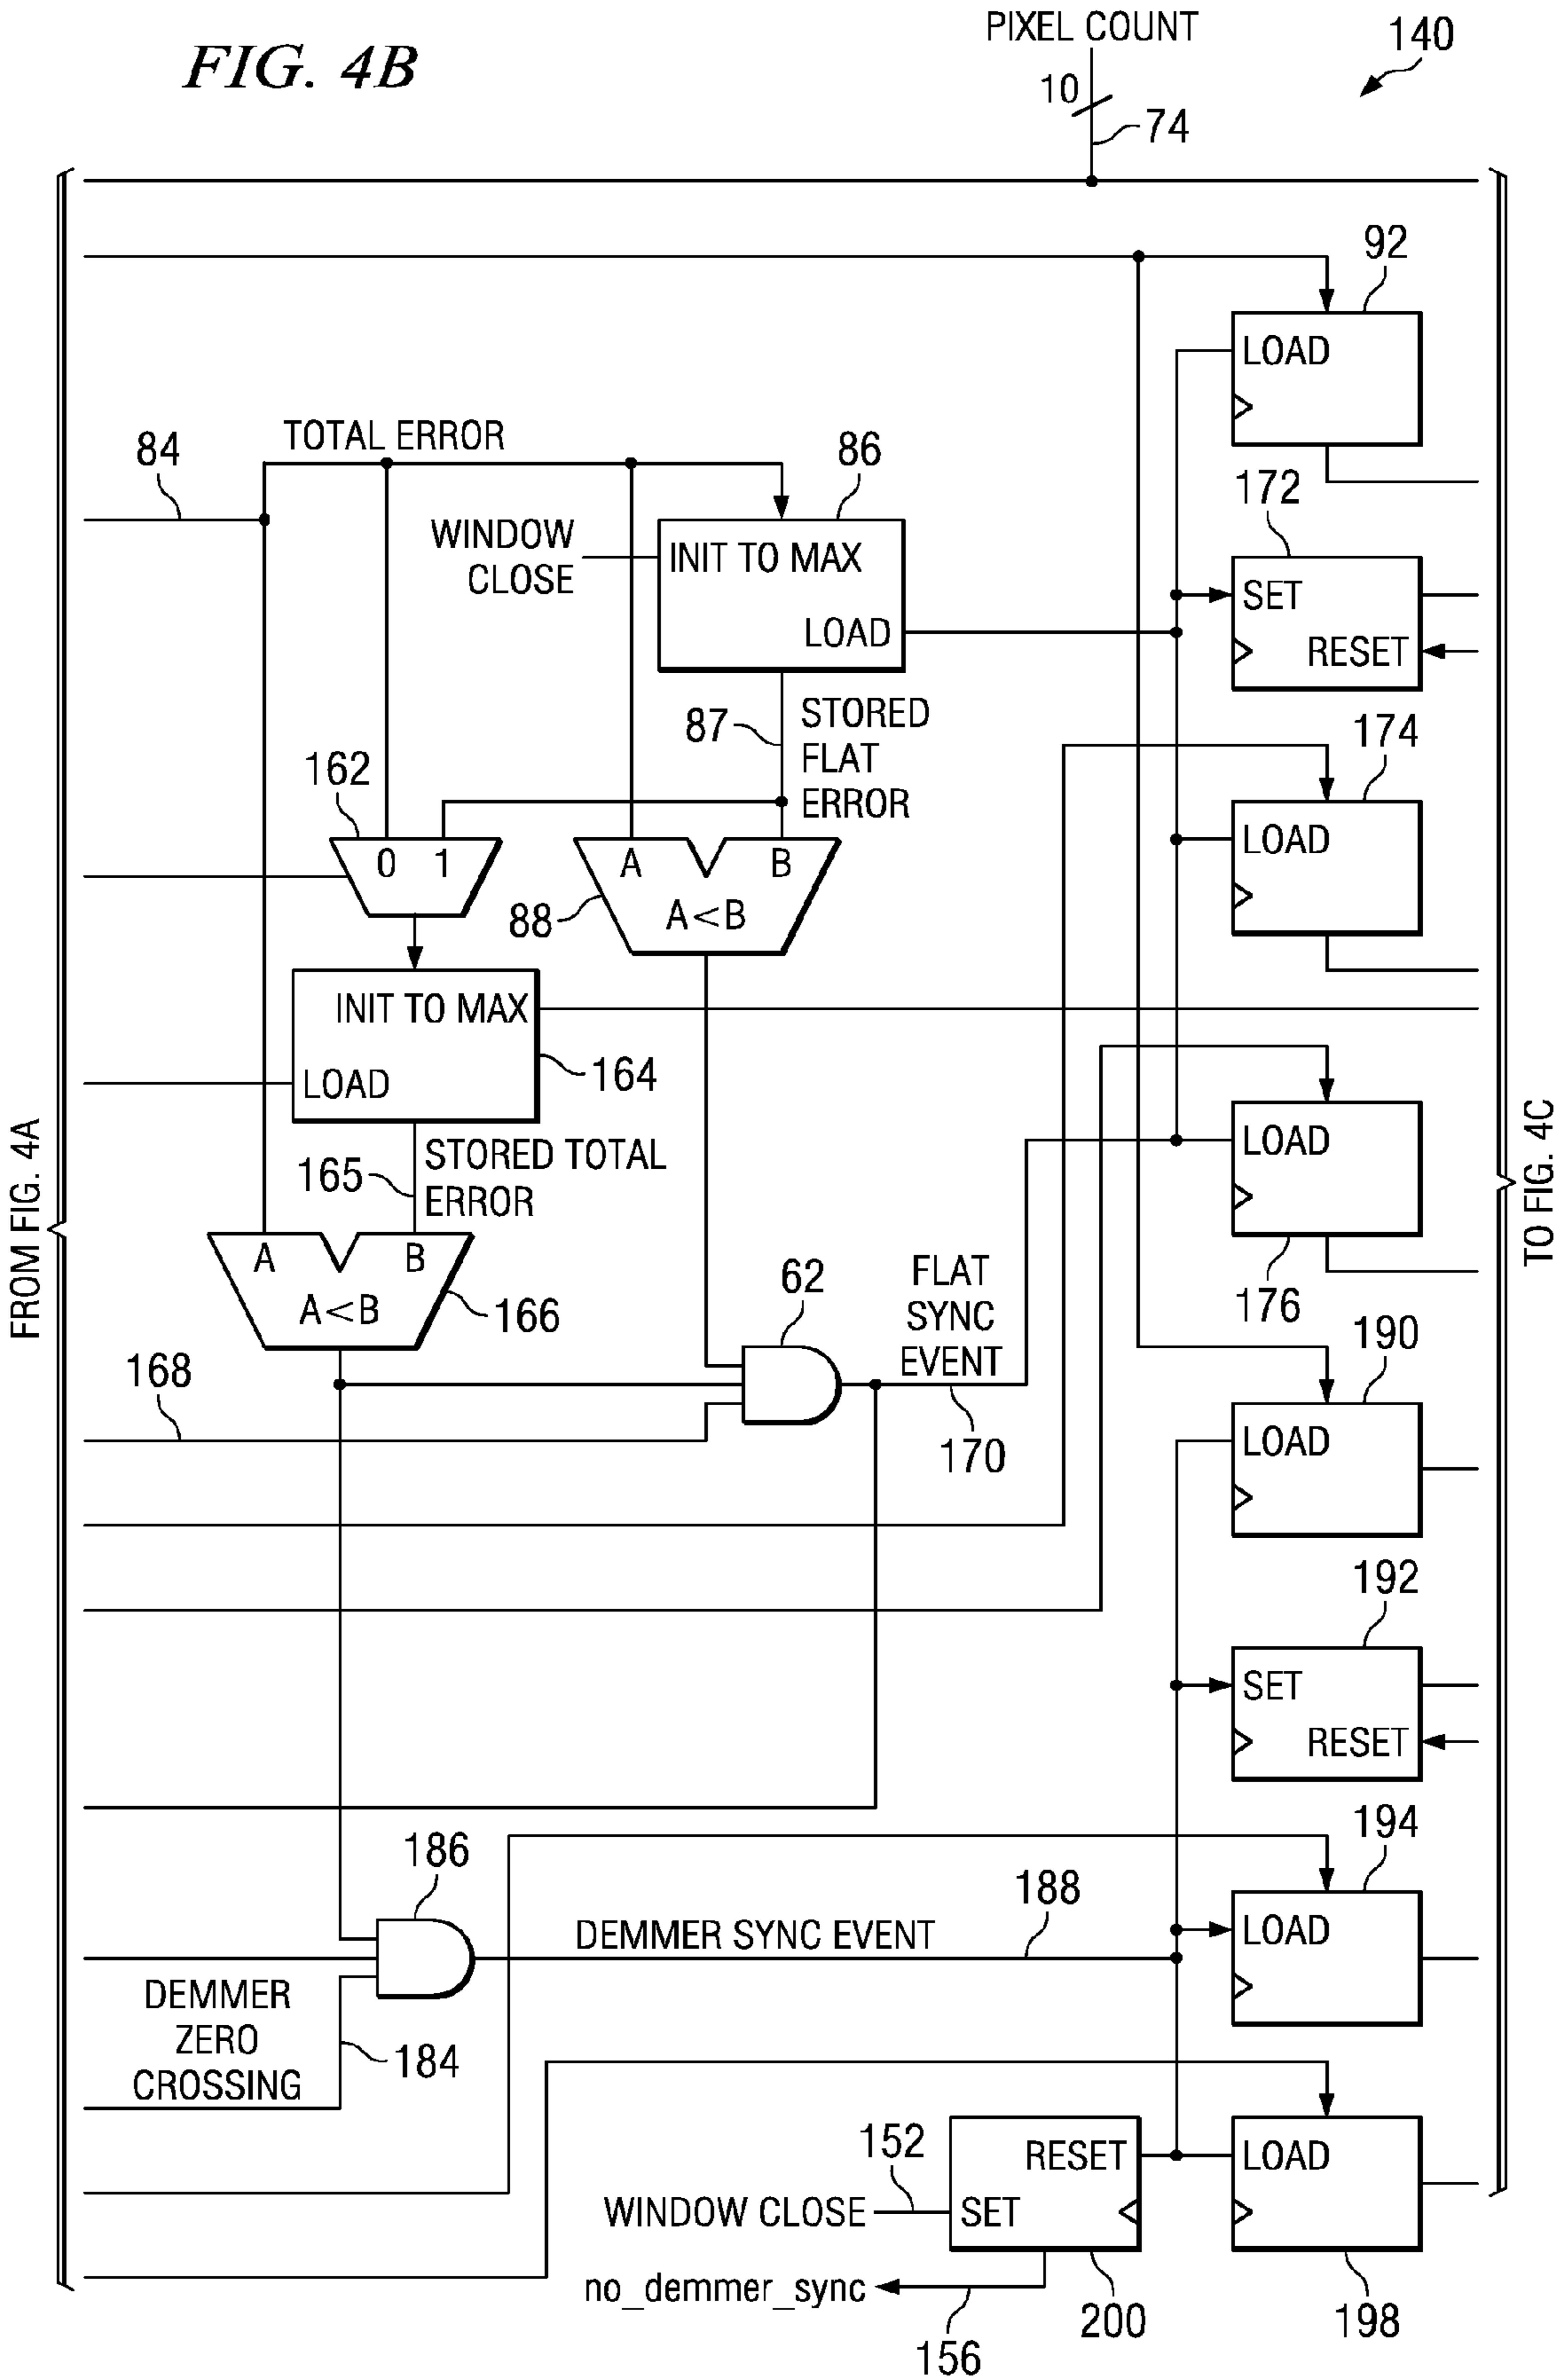 FIG. 4B
PIXEL COUNT
140
10
74
92
LOAD
TOTAL ERROR
84
86
172
WINDOW
CLOSE
INIT TO MAX
LOAD
SET
RESET
87
STORED
FLAT
ERROR
174
162
0 1
A B
LOAD
88
A<B
INIT TO MAX
LOAD
164
LOAD
165
STORED TOTAL
ERROR
176
A B
A<B
166
62
FLAT
SYNC
EVENT
190
168
170
LOAD
192
SET
RESET
194
186
188
DEMMER SYNC EVENT
LOAD
DEMMER
ZERO
CROSSING
184
152
RESET
LOAD
WINDOW CLOSE
SET
no_demmer_sync
156
200
198
FROM FIG. 4A
TO FIG. 4C